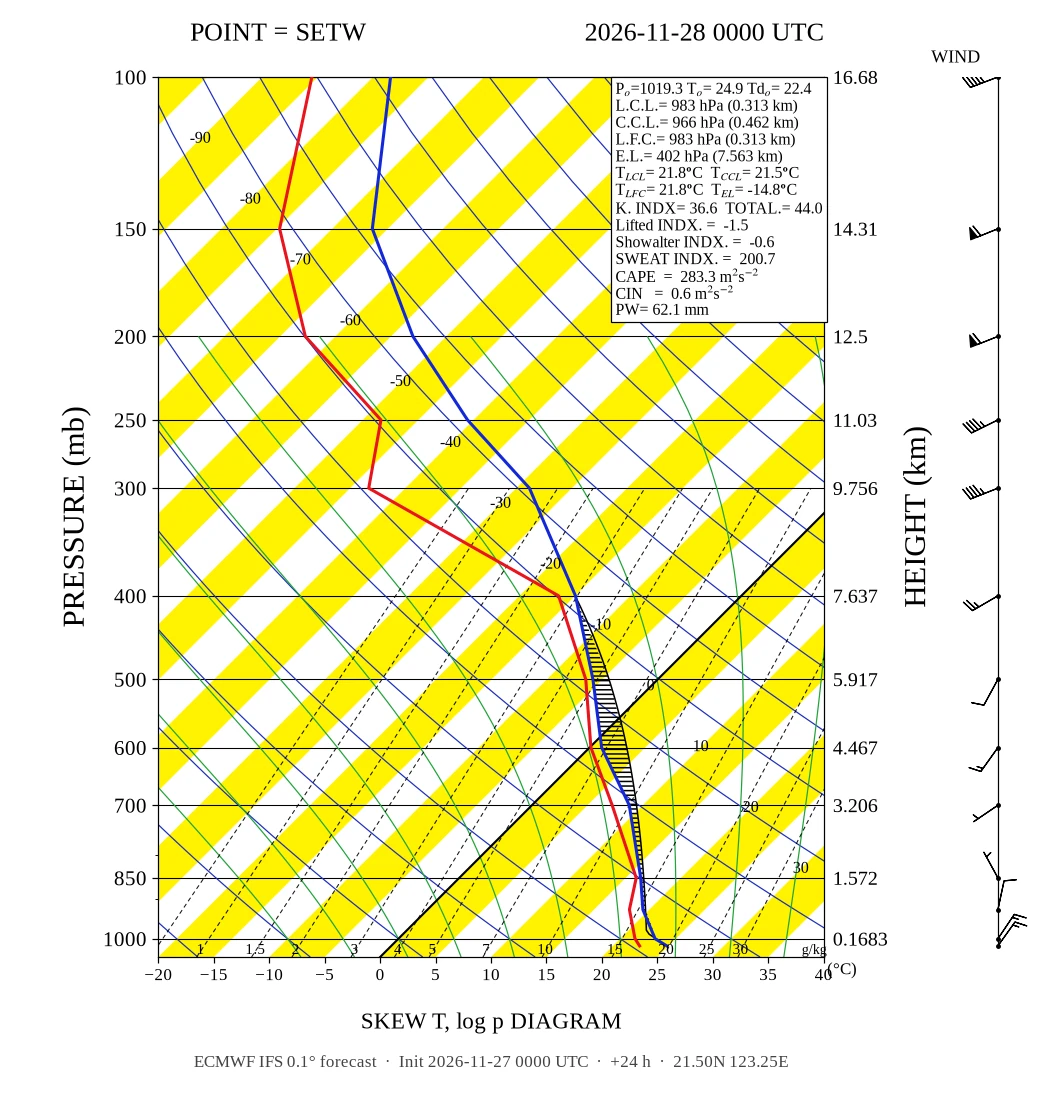 POINT = SETW
2026-11-28 0000 UTC
WIND
Pₒ=1019.3 Tₒ= 24.9 Tdₒ= 22.4
L.C.L.= 983 hPa (0.313 km)
C.C.L.= 966 hPa (0.462 km)
L.F.C.= 983 hPa (0.313 km)
E.L.= 402 hPa (7.563 km)
T_LCL= 21.8°C T_CCL= 21.5°C
T_LFC= 21.8°C T_EL= -14.8°C
K. INDX= 36.6 TOTAL.= 44.0
Lifted INDX. = -1.5
Showalter INDX. = -0.6
SWEAT INDX. = 200.7
CAPE = 283.3 m²s⁻²
CIN = 0.6 m²s⁻²
PW= 62.1 mm
100 16.68
150 14.31
200 12.5
250 11.03
300 9.756
400 7.637
500 5.917
600 4.467
700 3.206
850 1.572
1000 0.1683
-90
-80
-70
-60
-50
-40
-30
-20
-10
0
10
20
30
PRESSURE (mb)
HEIGHT (km)
1 1.5 2 3 4 5 7 10 15 20 25 30 g/kg
−20 −15 −10 −5 0 5 10 15 20 25 30 35 40 (°C)
SKEW T, log p DIAGRAM
ECMWF IFS 0.1° forecast · Init 2026-11-27 0000 UTC · +24 h · 21.50N 123.25E